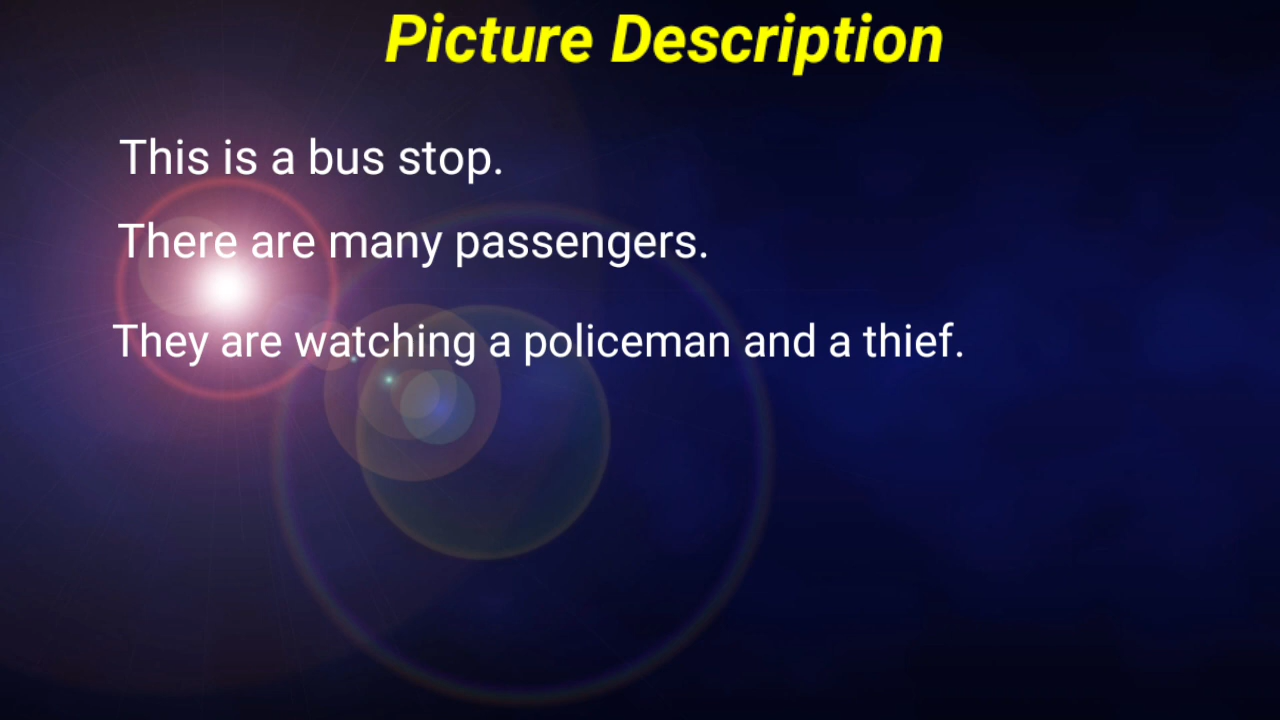 Picture Description
This is a bus stop.
There are many passengers.
They are watching a policeman and a thief.